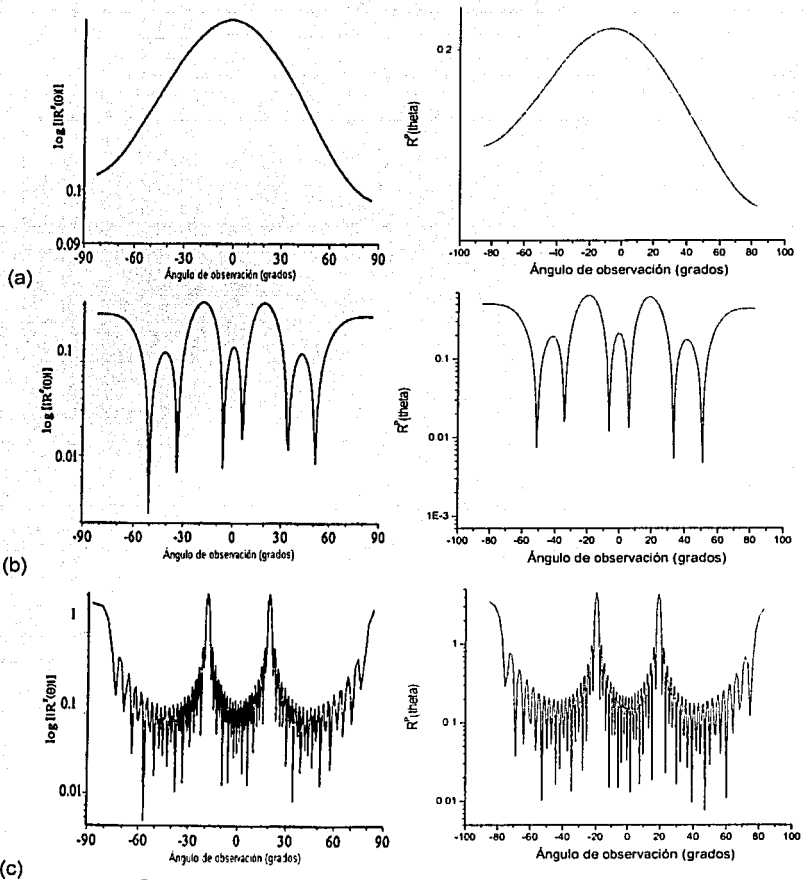 log [|R^s(θ)|]
0.1
0.09
-90 -60 -30 0 30 60 90
Ángulo de observación (grados)
R^P(theta)
0.2
-100 -80 -60 -40 -20 0 20 40 60 80 100
Ángulo de observación (grados)
(a)
log [|R^s(θ)|]
0.1
0.01
-90 -60 -30 0 30 60 90
Ángulo de observación (grados)
R^P(theta)
0.1
0.01
1E-3
-100 -80 -60 -40 -20 0 20 40 60 80 100
Ángulo de observación (grados)
(b)
log [|R^s(θ)|]
1
0.1
0.01
-90 -60 -30 0 30 60 90
Ángulo de observación (grados)
R^P(theta)
1
0.1
0.01
-100 -80 -60 -40 -20 0 20 40 60 80 100
Ángulo de observación (grados)
(c)